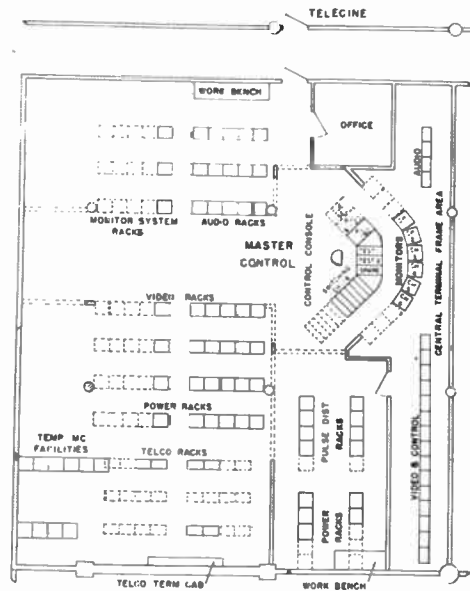 TELECINE
WORK BENCH
OFFICE
AUDIO
MONITOR SYSTEM
RACKS
AUDIO RACKS
MASTER
CONTROL
CONTROL CONSOLE
MONITORS
CENTRAL TERMINAL FRAME AREA
VIDEO RACKS
POWER RACKS
TEMP MC
FACILITIES
TELCO RACKS
PULSE DIST
RACKS
VIDEO & CONTROL
POWER
RACKS
TELCO TERM CAB
WORK BENCH